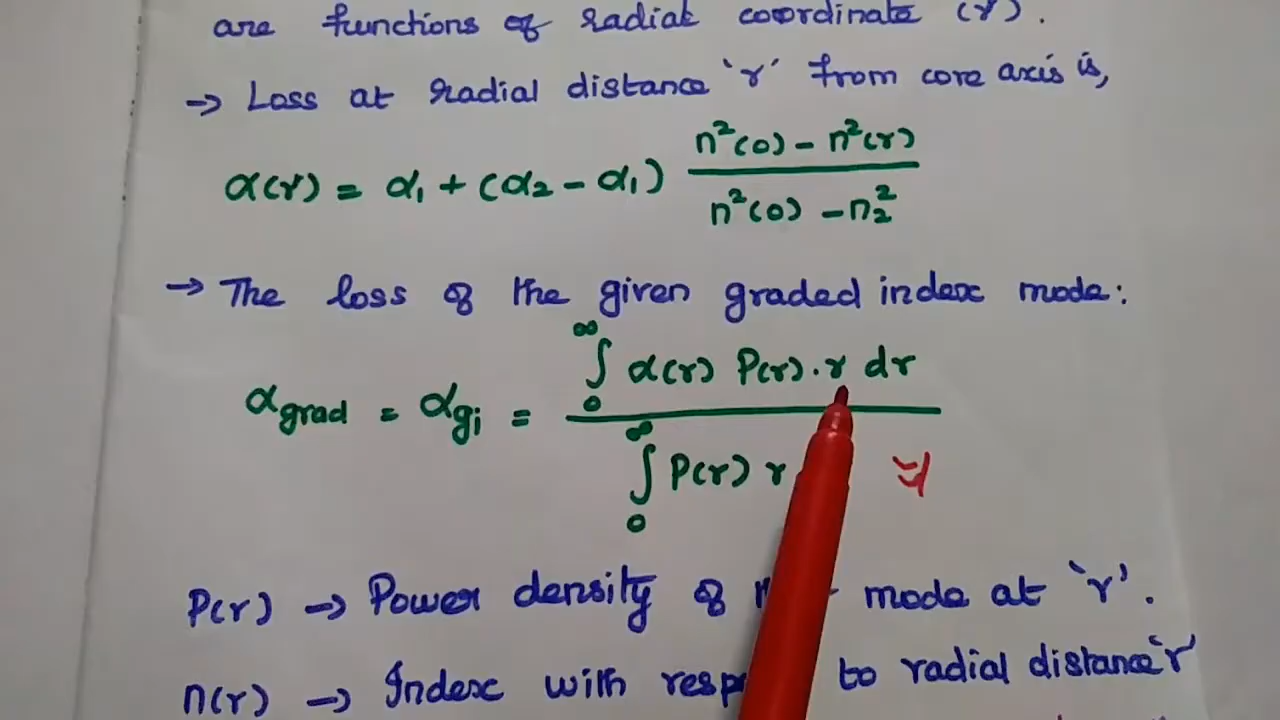 are functions of radial coordinate (r).
→ Loss at radial distance 'r' from core axis is,
α(r) = α₁ + (α₂ - α₁) n²(0) - n²(r) / n²(0) - n₂²
→ The loss of the given graded index mode:
α grad = α gi = ∫₀^∞ α(r) P(r) . r dr / ∫₀^∞ P(r) r
P(r) → Power density of mode at 'r'.
n(r) → Index with to radial distance 'r'